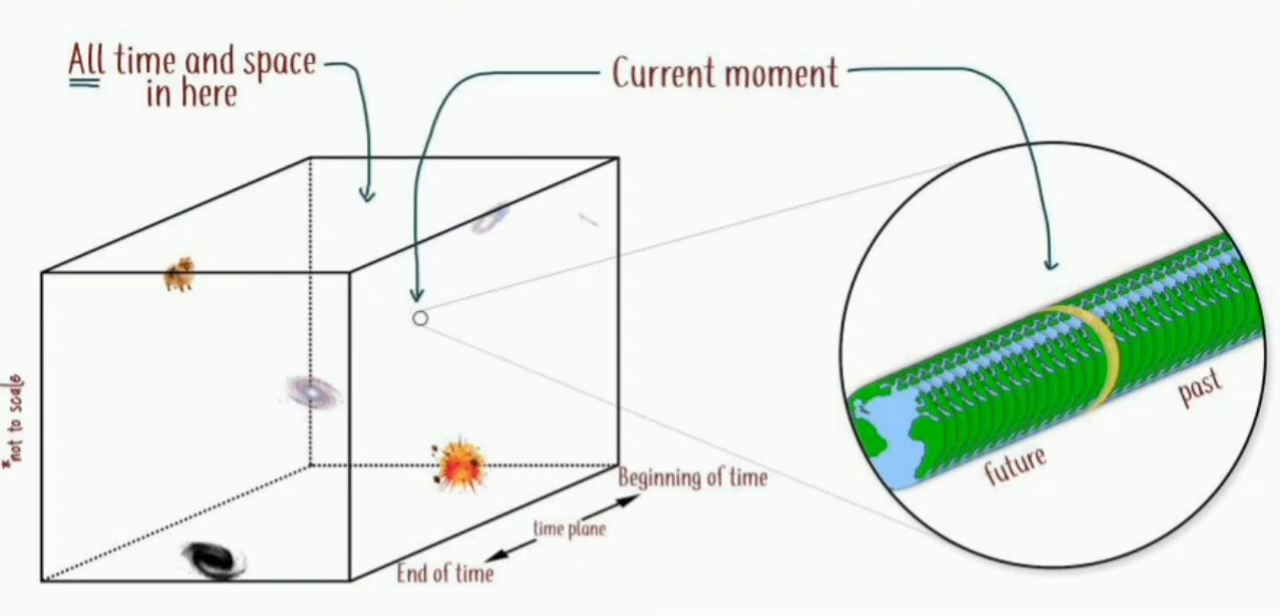 All time and space
in here
Current moment
*not to scale
past
future
Beginning of time
time plane
End of time